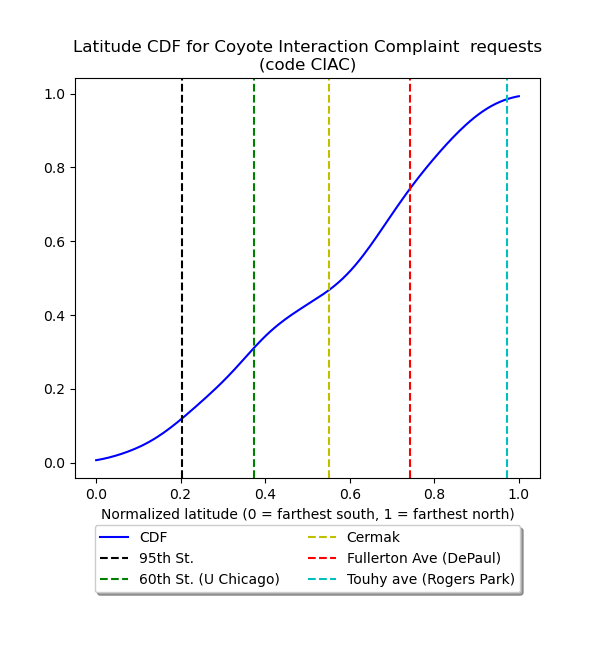 Latitude CDF for Coyote Interaction Complaint  requests
(code CIAC)
1.0
0.8
0.6
0.4
0.2
0.0
0.0 0.2 0.4 0.6 0.8 1.0
Normalized latitude (0 = farthest south, 1 = farthest north)
CDF
95th St.
60th St. (U Chicago)
Cermak
Fullerton Ave (DePaul)
Touhy ave (Rogers Park)